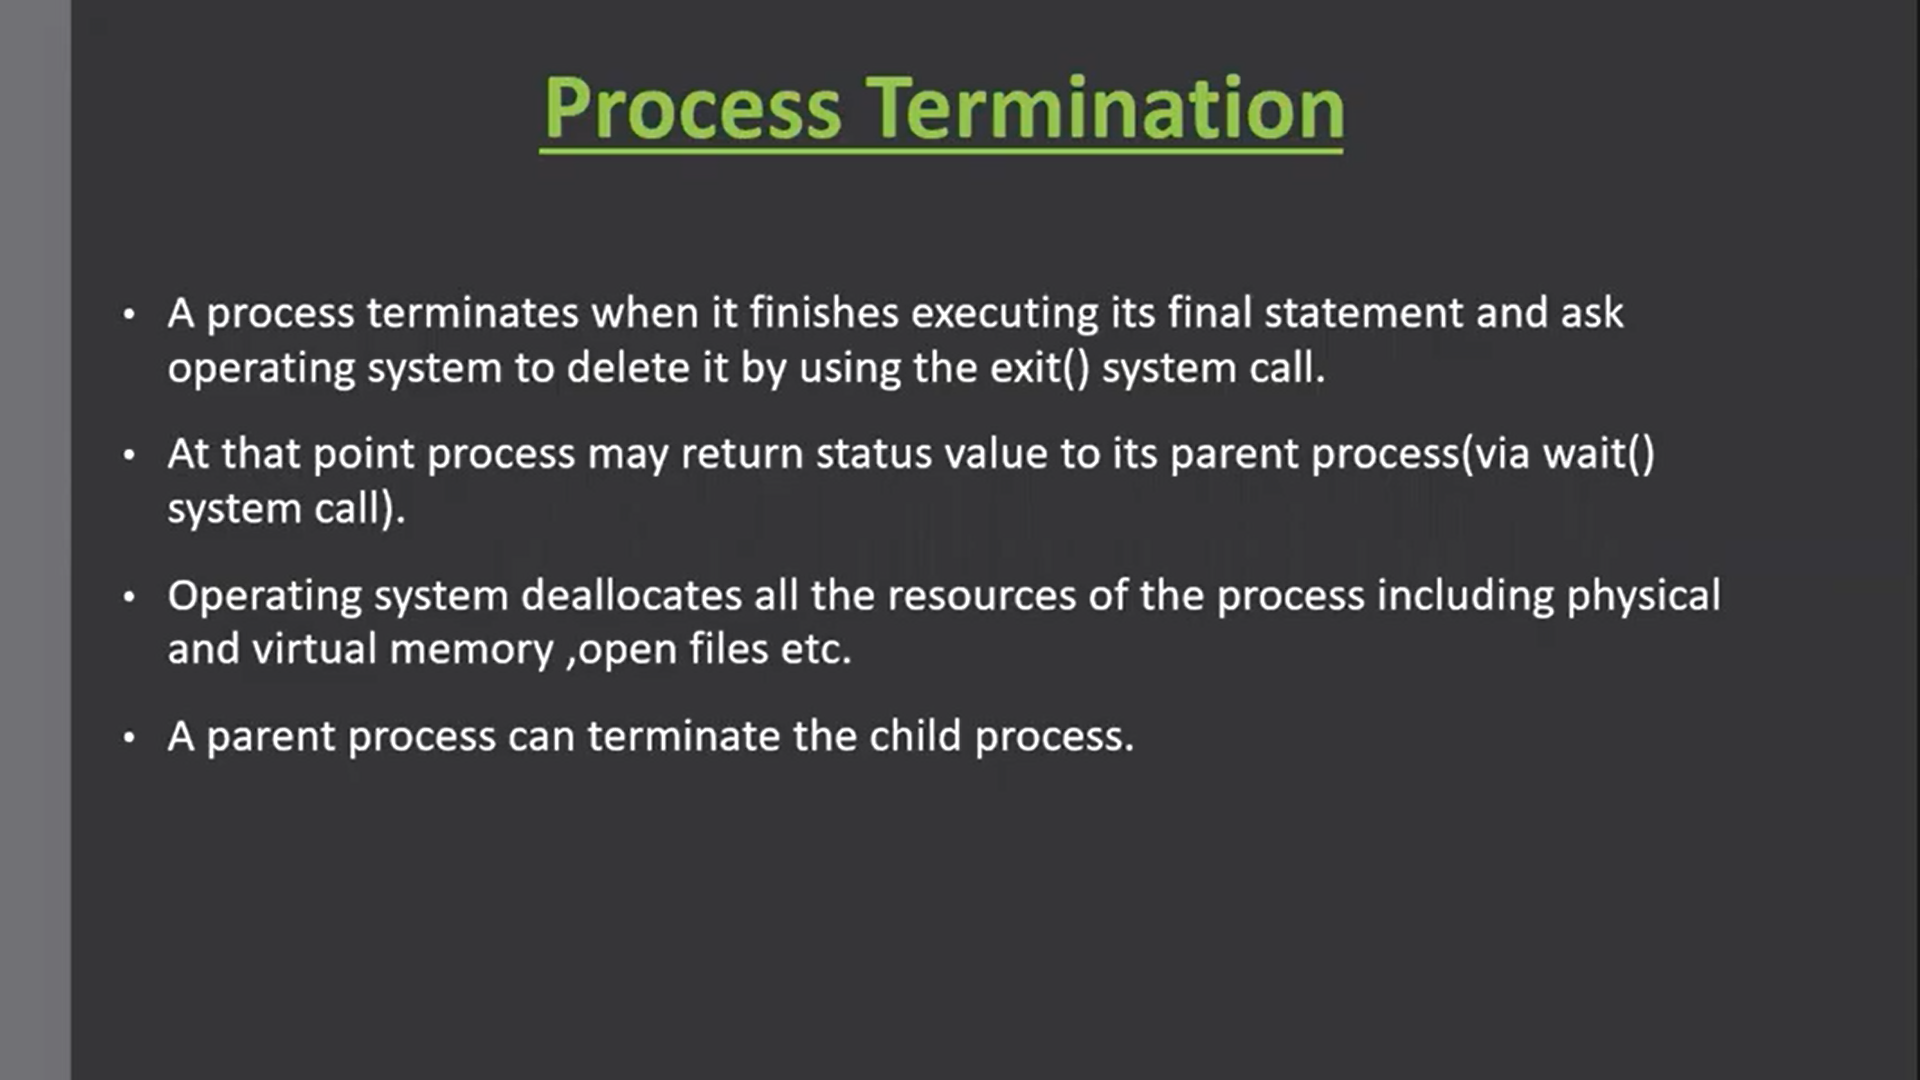 Process Termination
• A process terminates when it finishes executing its final statement and ask
operating system to delete it by using the exit() system call.
• At that point process may return status value to its parent process(via wait()
system call).
• Operating system deallocates all the resources of the process including physical
and virtual memory ,open files etc.
• A parent process can terminate the child process.